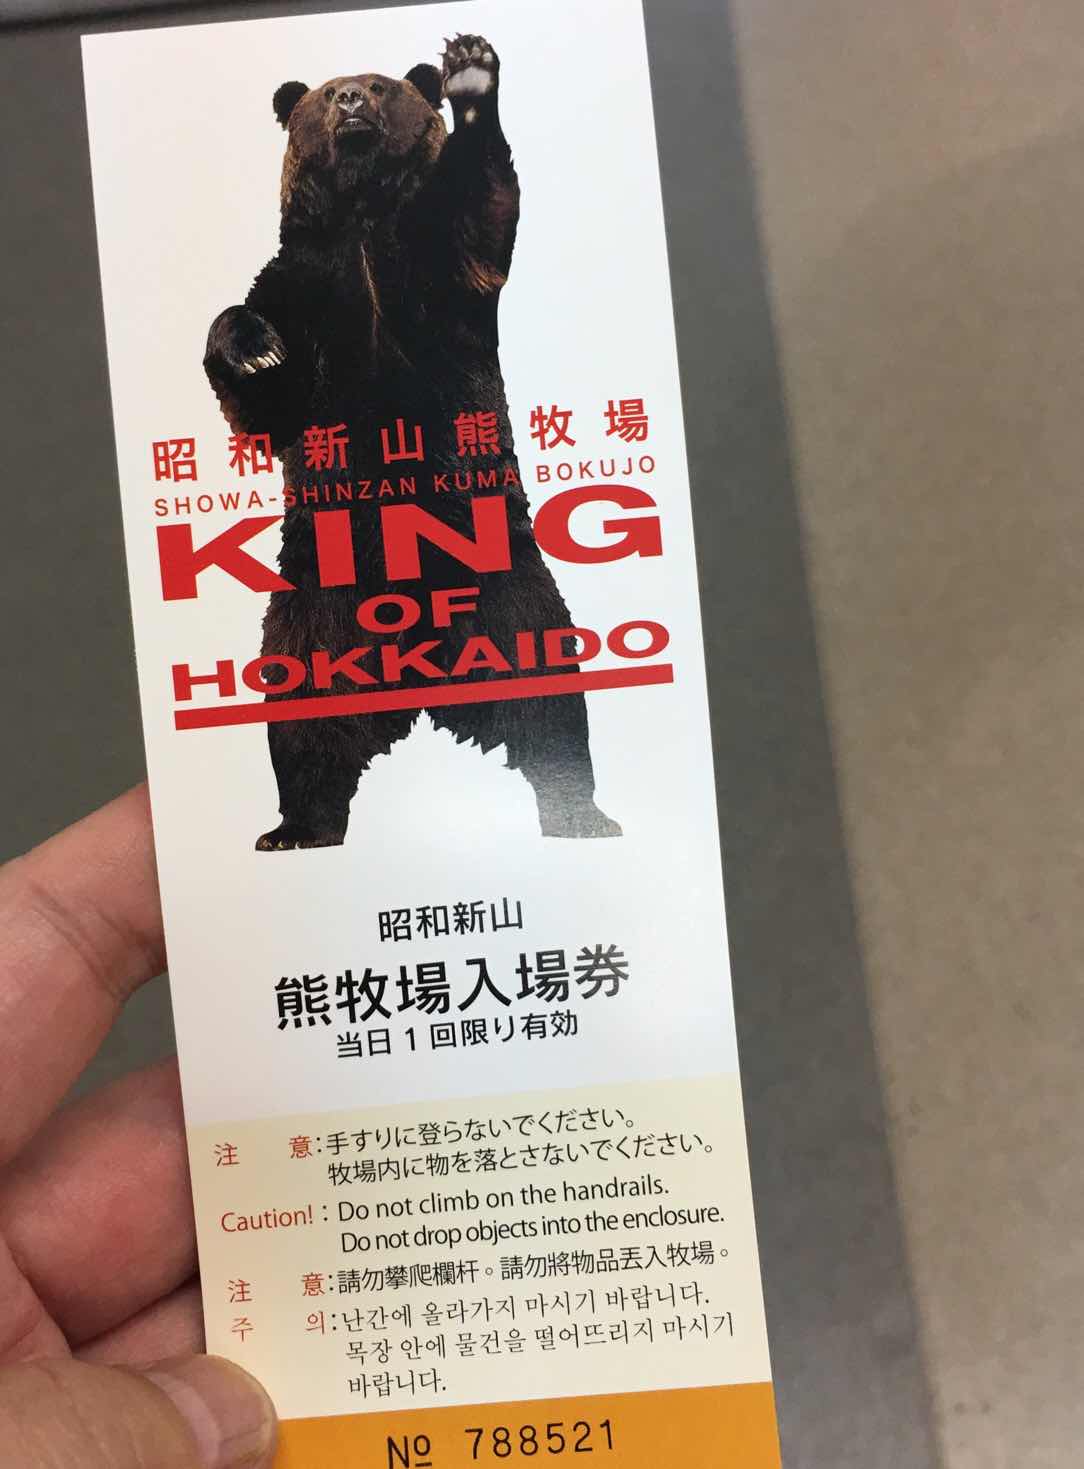 昭和新山熊牧場
SHOWA-SHINZAN KUMA BOKUJO
KING
OF
HOKKAIDO
昭和新山
熊牧場入場券
当日1回限り有効
注　意:手すりに登らないでください。
牧場内に物を落とさないでください。
Caution! : Do not climb on the handrails.
Do not drop objects into the enclosure.
注　意:請勿攀爬欄杆。請勿將物品丟入牧場。
주　의:난간에 올라가지 마시기 바랍니다.
목장 안에 물건을 떨어뜨리지 마시기
바랍니다.
№ 788521